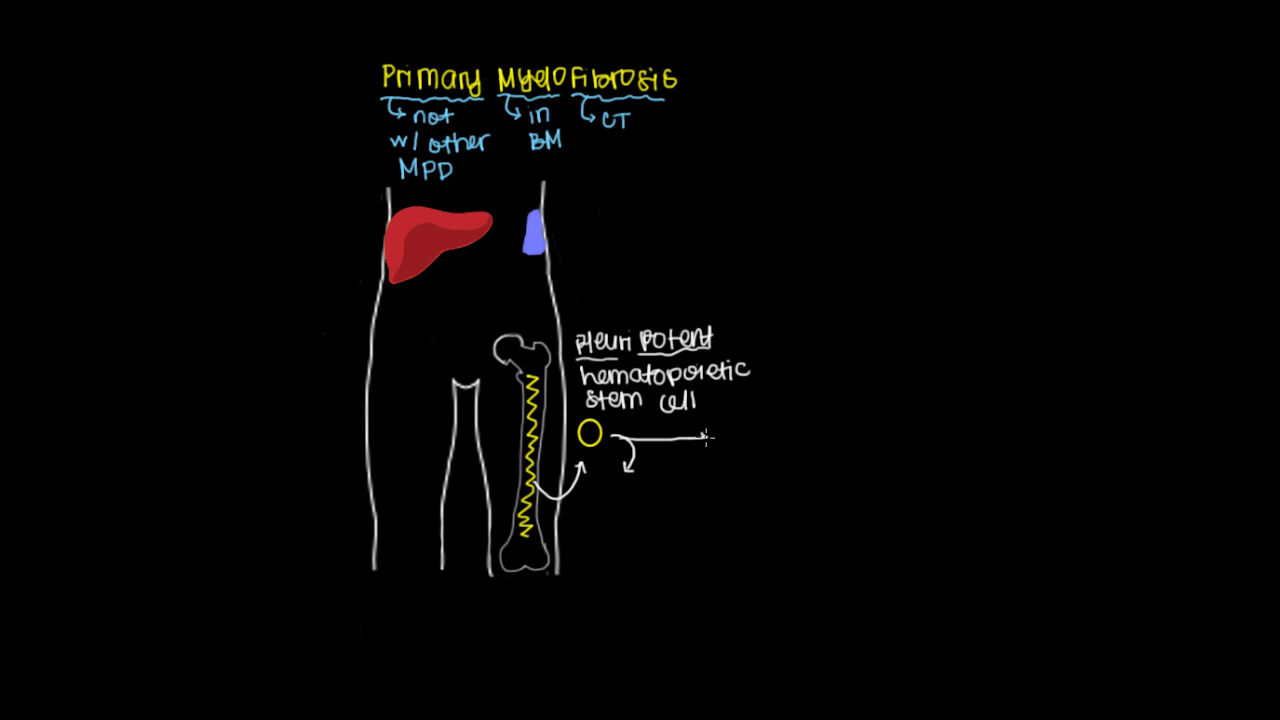 Primary MyeloFibrosis
not
w/ other
MPD
in
BM
CT
Pleuri potent
hematopoietic
stem cell